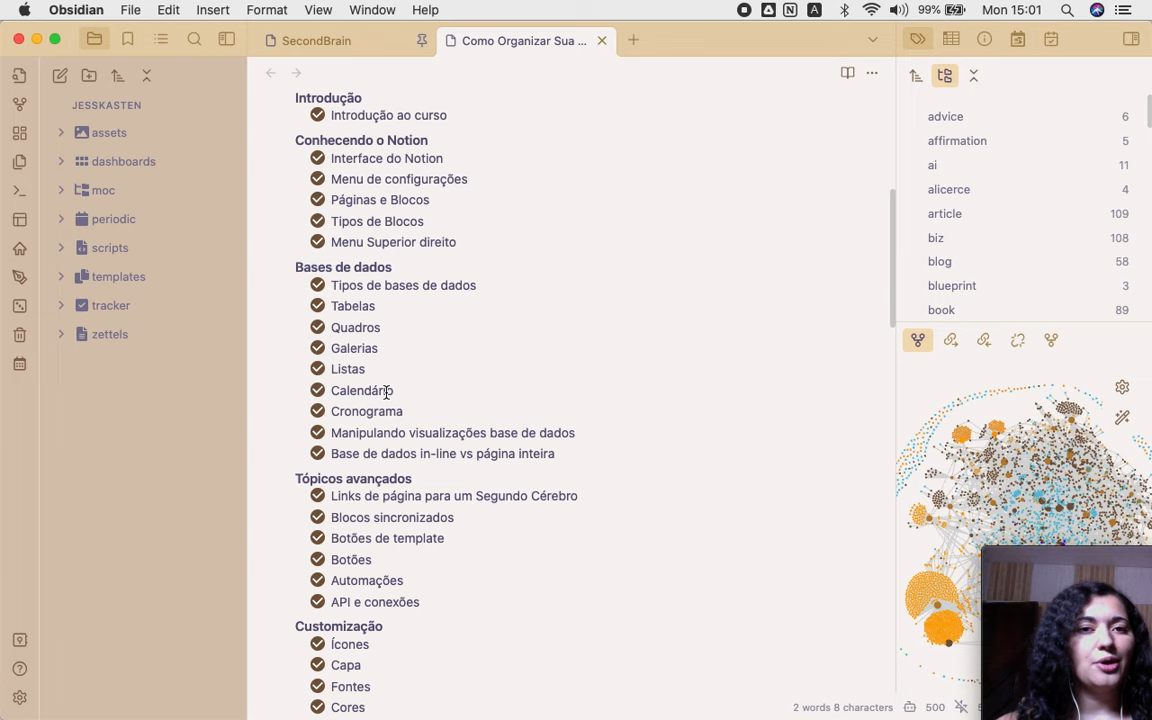 Obsidian File Edit Insert Format View Window Help
A
99%
Mon 15:01
SecondBrain
Como Organizar Sua ...
JESSKASTEN
assets
dashboards
moc
periodic
scripts
templates
tracker
zettels
Introdução
Introdução ao curso
Conhecendo o Notion
Interface do Notion
Menu de configurações
Páginas e Blocos
Tipos de Blocos
Menu Superior direito
Bases de dados
Tipos de bases de dados
Tabelas
Quadros
Galerias
Listas
Calendário
Cronograma
Manipulando visualizações base de dados
Base de dados in-line vs página inteira
Tópicos avançados
Links de página para um Segundo Cérebro
Blocos sincronizados
Botões de template
Botões
Automações
API e conexões
Customização
Ícones
Capa
Fontes
Cores
advice 6
affirmation 5
ai 11
alicerce 4
article 109
biz 108
blog 58
blueprint 3
book 89
2 words 8 characters
500